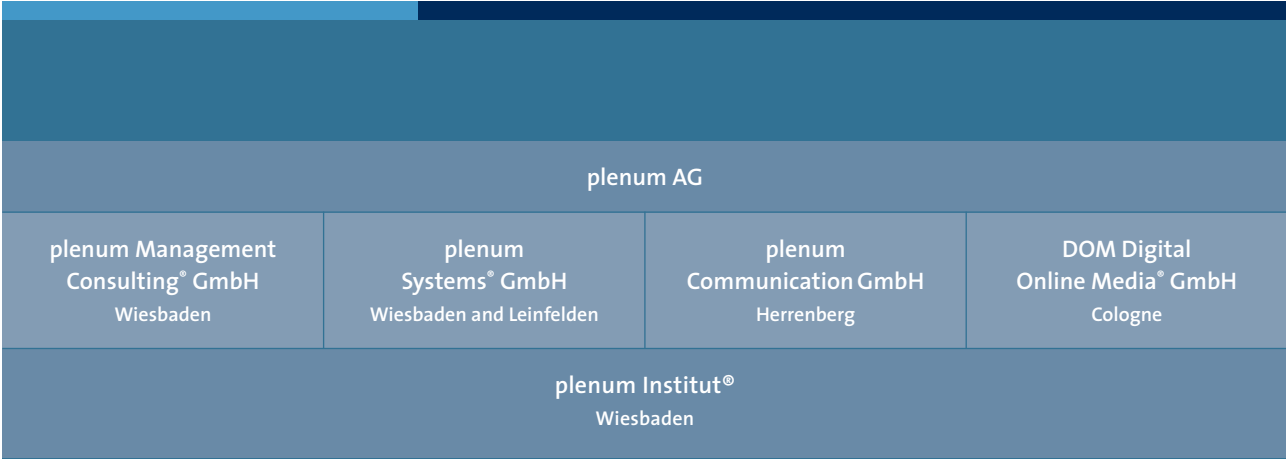 plenum AG
plenum Management
Consulting® GmbH
Wiesbaden
plenum
Systems® GmbH
Wiesbaden and Leinfelden
plenum
Communication GmbH
Herrenberg
DOM Digital
Online Media® GmbH
Cologne
plenum Institut®
Wiesbaden